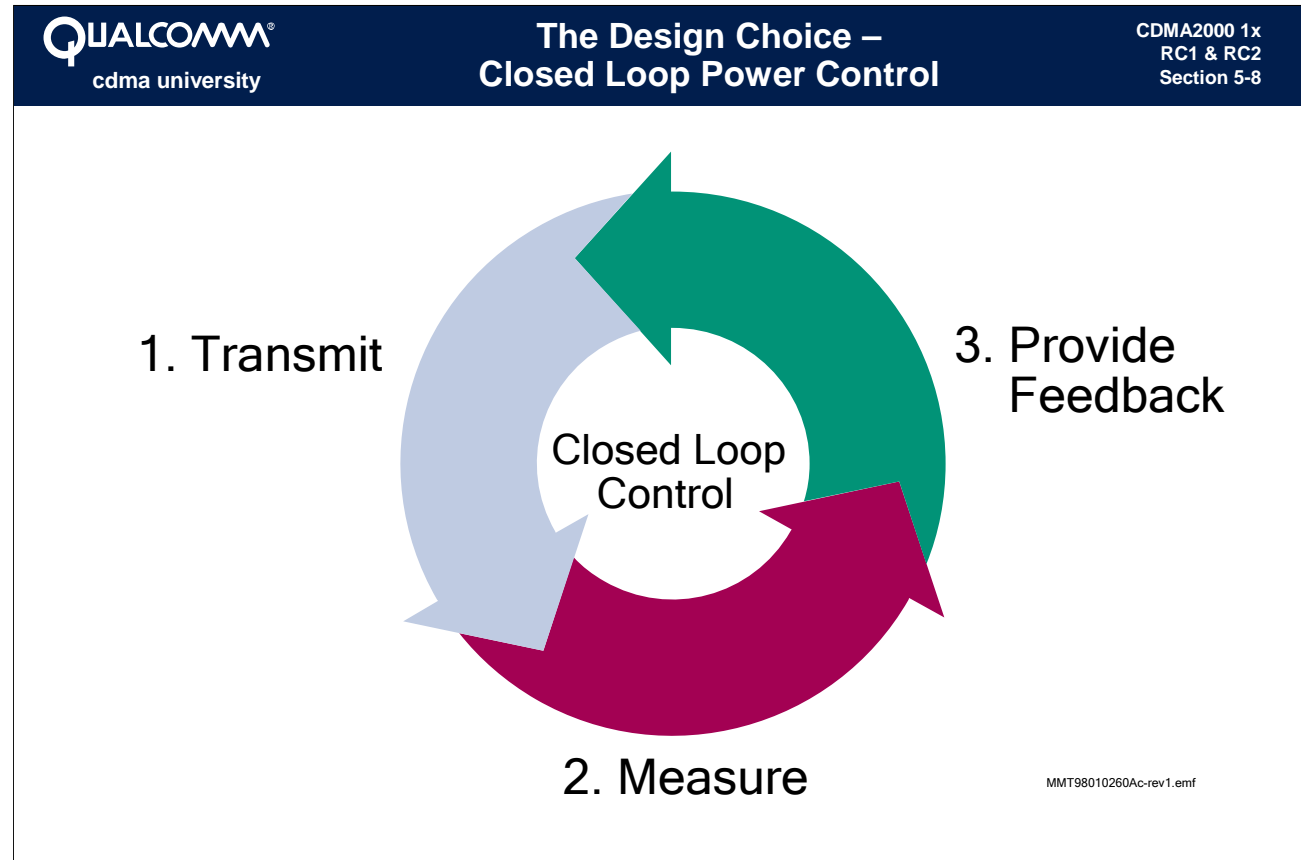 QUALCOMM®
cdma university
The Design Choice –
Closed Loop Power Control
CDMA2000 1x
RC1 & RC2
Section 5-8
1. Transmit
3. Provide
Feedback
Closed Loop
Control
2. Measure
MMT98010260Ac-rev1.emf